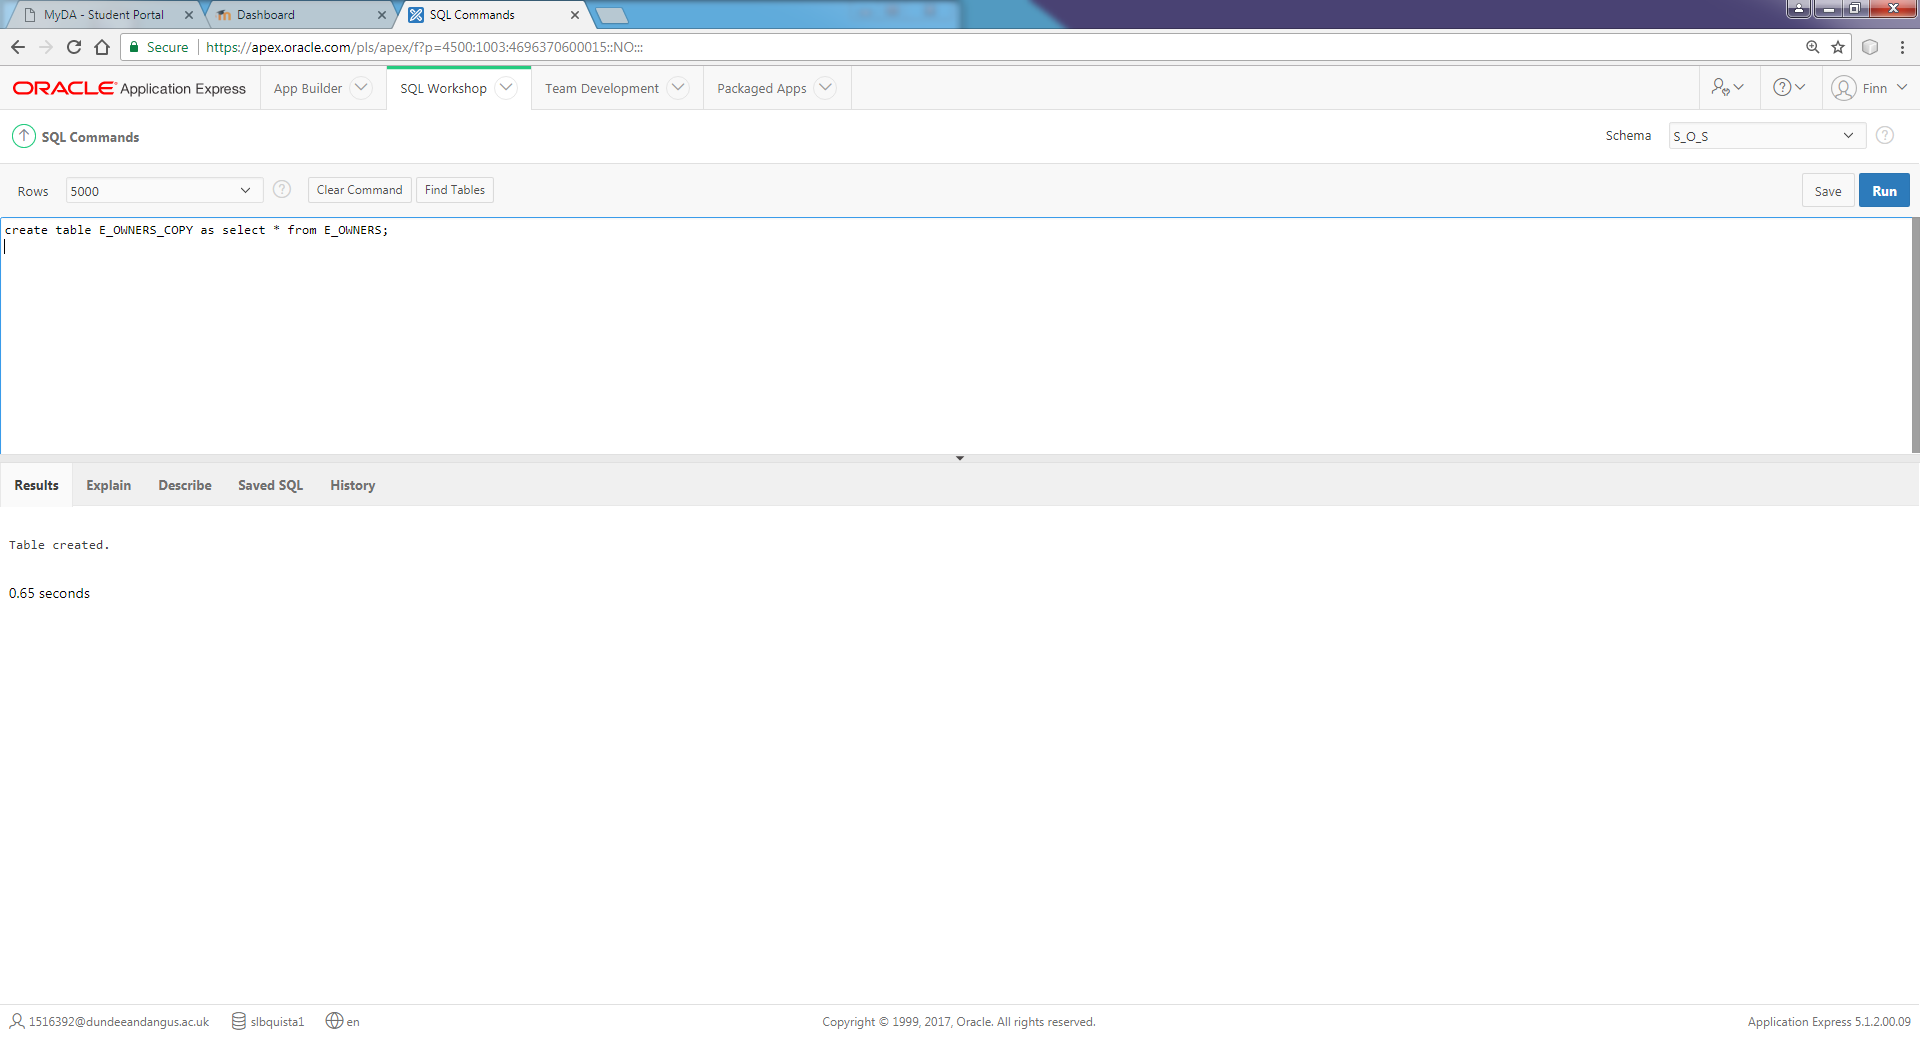 MyDA - Student Portal
Dashboard
SQL Commands
Secure
https://apex.oracle.com/pls/apex/f?p=4500:1003:4696370600015::NO:::
ORACLE Application Express
App Builder
SQL Workshop
Team Development
Packaged Apps
Finn
SQL Commands
Schema
S_O_S
Rows
5000
Clear Command
Find Tables
Save
Run
create table E_OWNERS_COPY as select * from E_OWNERS;
Results
Explain
Describe
Saved SQL
History
Table created.
0.65 seconds
1516392@dundeeandangus.ac.uk
slbquista1
en
Copyright © 1999, 2017, Oracle. All rights reserved.
Application Express 5.1.2.00.09